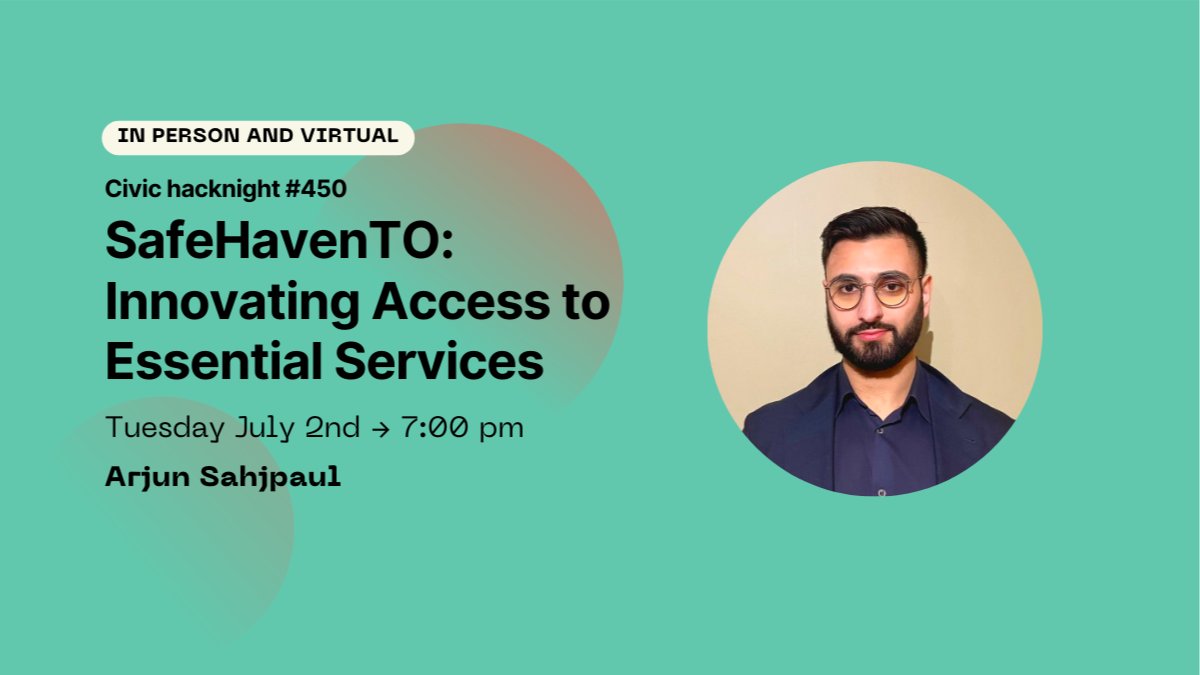 IN PERSON AND VIRTUAL
Civic hacknight #450
SafeHavenTO:
Innovating Access to
Essential Services
Tuesday July 2nd → 7:00 pm
Arjun Sahjpaul